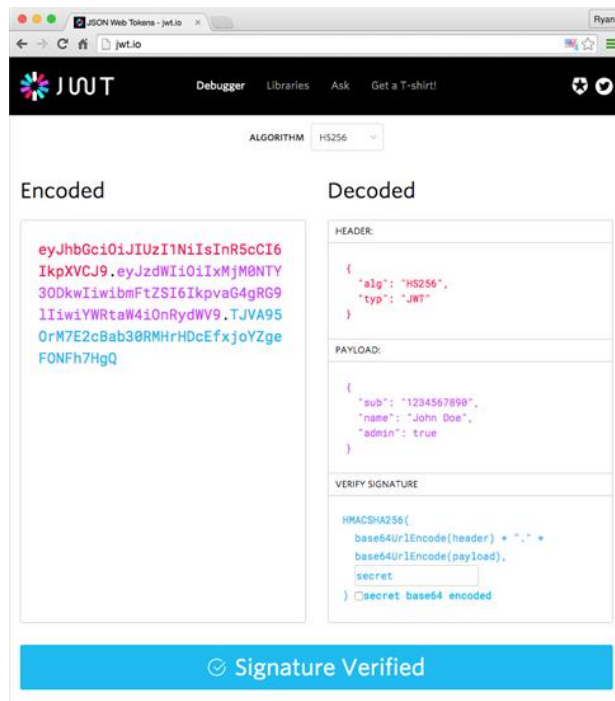 JSON Web Tokens - jwt.io
Ryan
jwt.io
JWT
Debugger Libraries Ask Get a T-shirt!
ALGORITHM HS256
Encoded
Decoded
eyJhbGciOiJIUzI1NiIsInR5cCI6
IkpXVCJ9.eyJzdWIiOiIxMjM0NTY
3ODkwIiwibmFtZSI6IkpvaG4gRG9
lIiwiYWRtaW4iOnRydWV9.TJVA95
OrM7E2cBab30RMHrHDcEfxjoYZge
FONFh7HgQ
HEADER:
{
"alg": "HS256",
"typ": "JWT"
}
PAYLOAD:
{
"sub": "1234567890",
"name": "John Doe",
"admin": true
}
VERIFY SIGNATURE
HMACSHA256(
base64UrlEncode(header) + "." +
base64UrlEncode(payload),
secret
) secret base64 encoded
Signature Verified